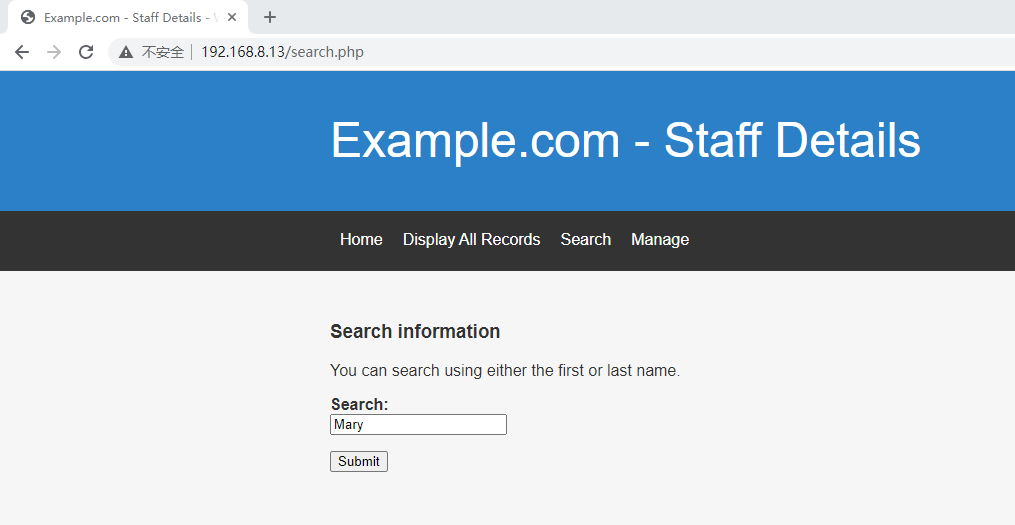 Example.com - Staff Details -
不安全 192.168.8.13/search.php
Example.com - Staff Details
Home Display All Records Search Manage
Search information
You can search using either the first or last name.
Search:
Mary
Submit